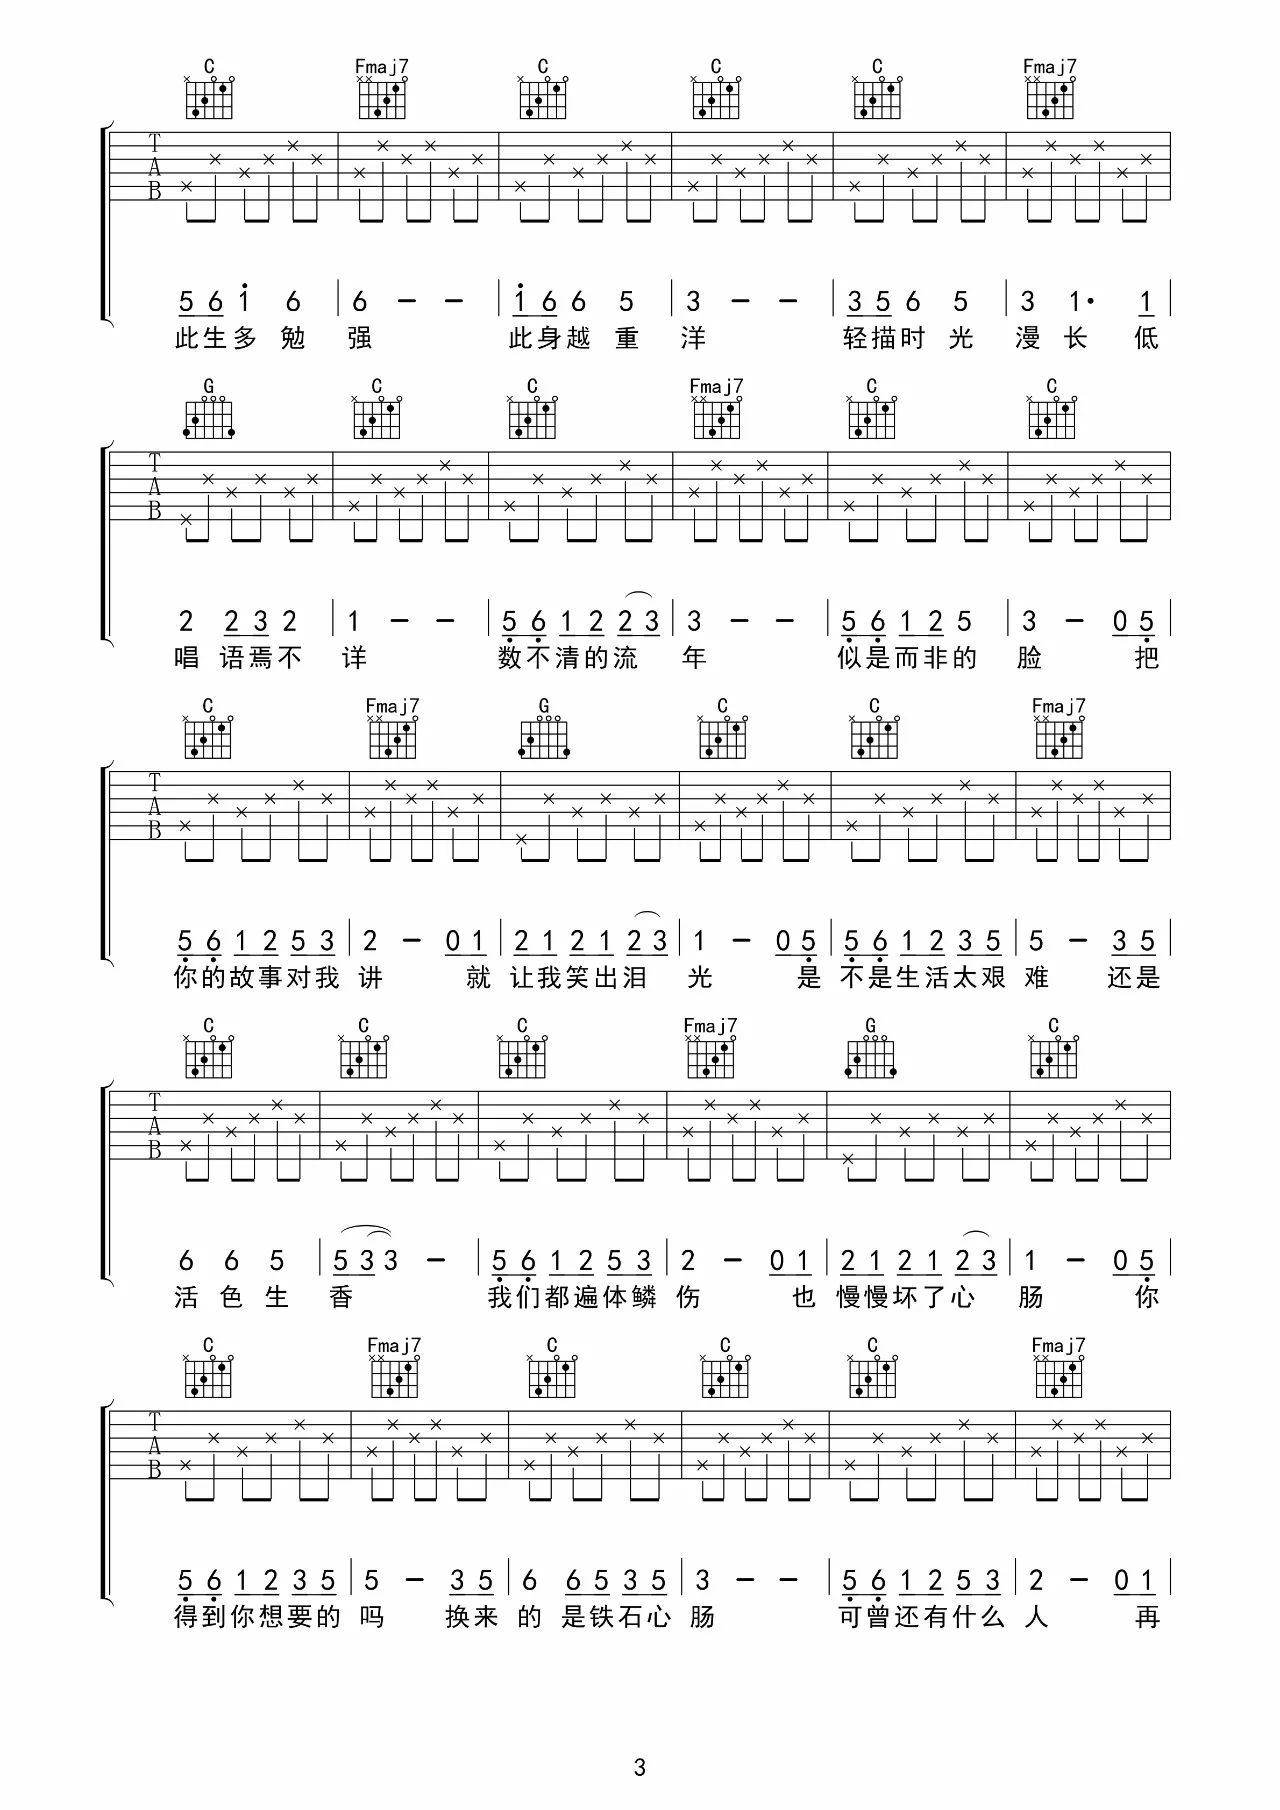 C Fmaj7 C C C Fmaj7
T
A
B
5 6 1 6 | 6 – – | 1 6 6 5 | 3 – – | 3 5 6 5 | 3 1· 1 |
此生多勉强 此身越重洋 轻描时光漫长低
G C C Fmaj7 C C
T
A
B
2 2 3 2 | 1 – – | 5 6 1 2 2 3 | 3 – – | 5 6 1 2 5 | 3 – 0 5 |
唱语焉不详 数不清的流年 似是而非的脸 把
C Fmaj7 G C C Fmaj7
T
A
B
5 6 1 2 5 3 | 2 – 0 1 | 2 1 2 1 2 3 | 1 – 0 5 | 5 6 1 2 3 5 | 5 – 3 5 |
你的故事对我讲 就让我笑出泪光 是不是生活太艰难 还是
C C C Fmaj7 G C
T
A
B
6 6 5 | 5 3 3 – | 5 6 1 2 5 3 | 2 – 0 1 | 2 1 2 1 2 3 | 1 – 0 5 |
活色生香 我们都遍体鳞伤 也慢慢坏了心肠 你
C Fmaj7 C C C Fmaj7
T
A
B
5 6 1 2 3 5 | 5 – 3 5 | 6 6 5 3 5 | 3 – – | 5 6 1 2 5 3 | 2 – 0 1 |
得到你想要的吗 换来的是铁石心肠 可曾还有什么人 再
3